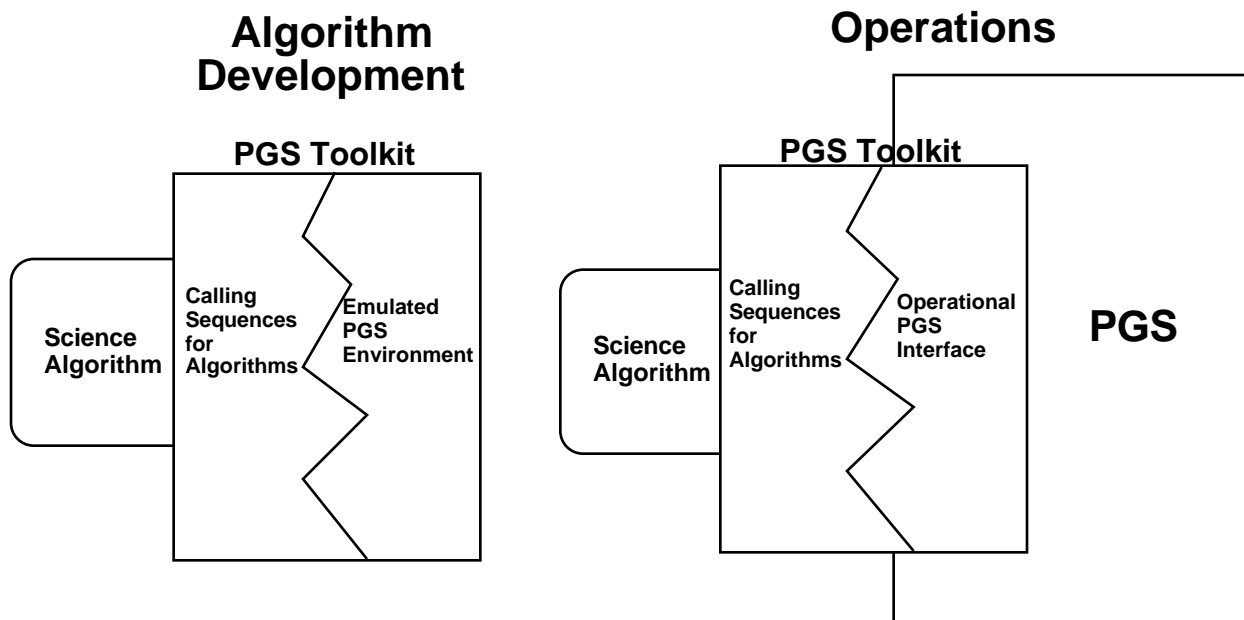 Algorithm
Development
PGS Toolkit
Science
Algorithm
Calling
Sequences
for
Algorithms
Emulated
PGS
Environment
Operations
PGS Toolkit
Science
Algorithm
Calling
Sequences
for
Algorithms
Operational
PGS
Interface
PGS